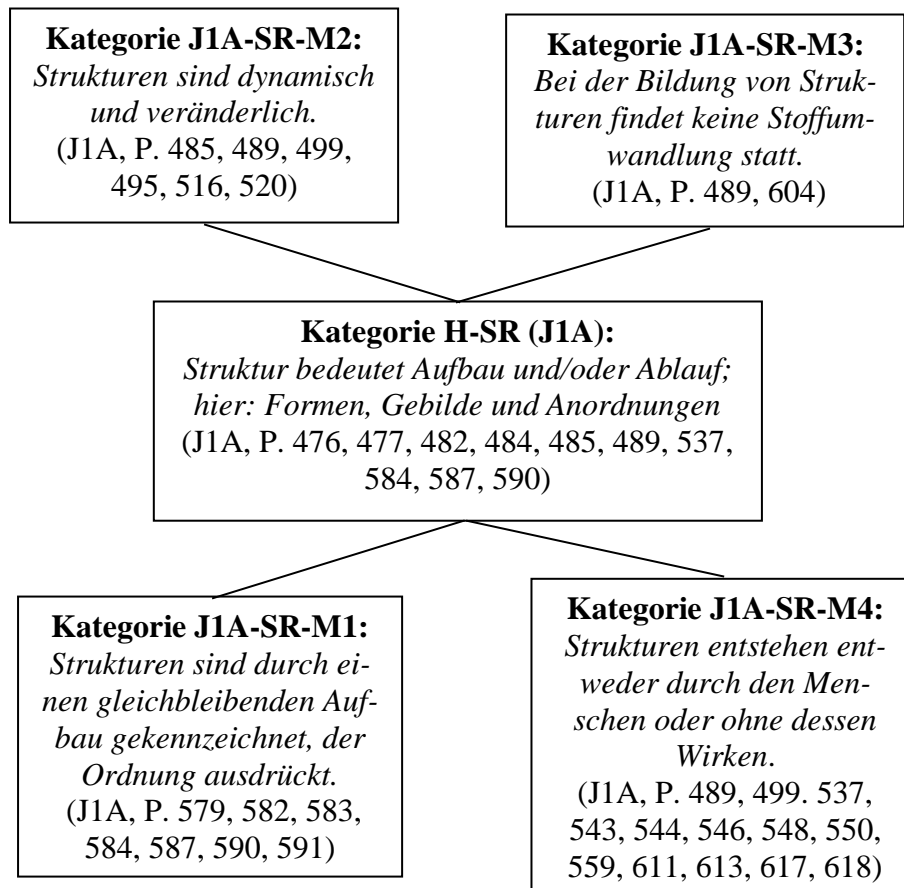 Kategorie J1A-SR-M2:
Strukturen sind dynamisch
und veränderlich.
(J1A, P. 485, 489, 499,
495, 516, 520)
Kategorie J1A-SR-M3:
Bei der Bildung von Struk-
turen findet keine Stoffum-
wandlung statt.
(J1A, P. 489, 604)
Kategorie H-SR (J1A):
Struktur bedeutet Aufbau und/oder Ablauf;
hier: Formen, Gebilde und Anordnungen
(J1A, P. 476, 477, 482, 484, 485, 489, 537,
584, 587, 590)
Kategorie J1A-SR-M1:
Strukturen sind durch ei-
nen gleichbleibenden Auf-
bau gekennzeichnet, der
Ordnung ausdrückt.
(J1A, P. 579, 582, 583,
584, 587, 590, 591)
Kategorie J1A-SR-M4:
Strukturen entstehen ent-
weder durch den Men-
schen oder ohne dessen
Wirken.
(J1A, P. 489, 499. 537,
543, 544, 546, 548, 550,
559, 611, 613, 617, 618)